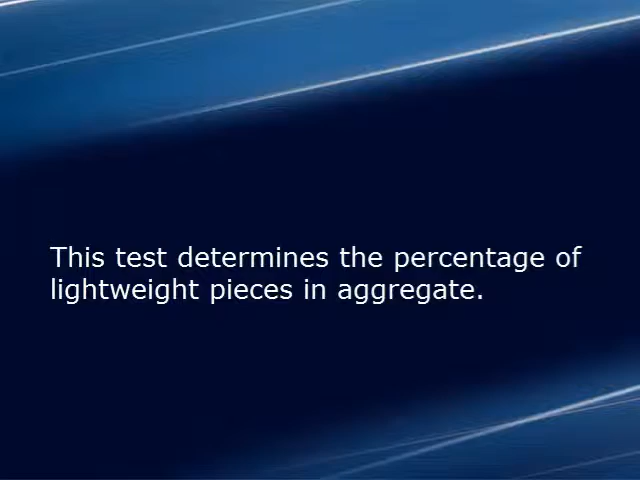 This test determines the percentage of
lightweight pieces in aggregate.